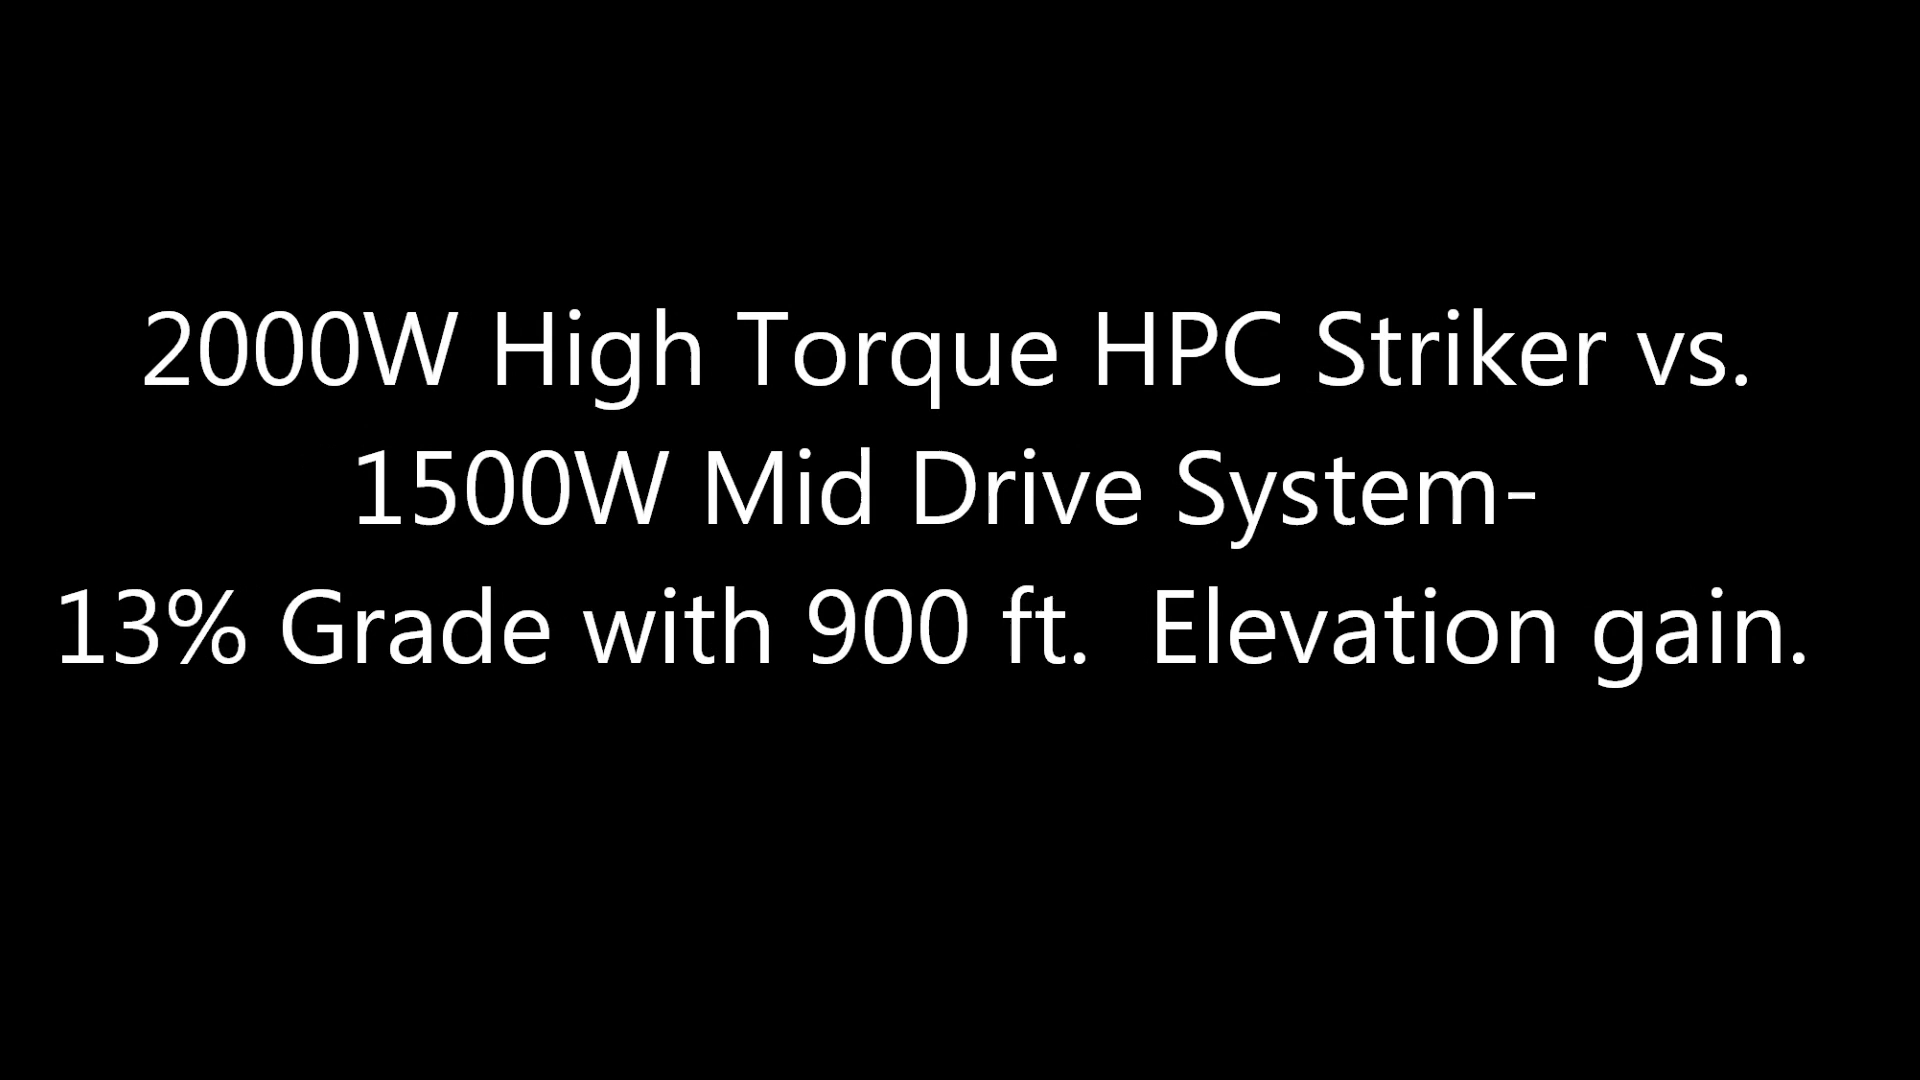 2000W High Torque HPC Striker vs.
1500W Mid Drive System-
13% Grade with 900 ft.  Elevation gain.